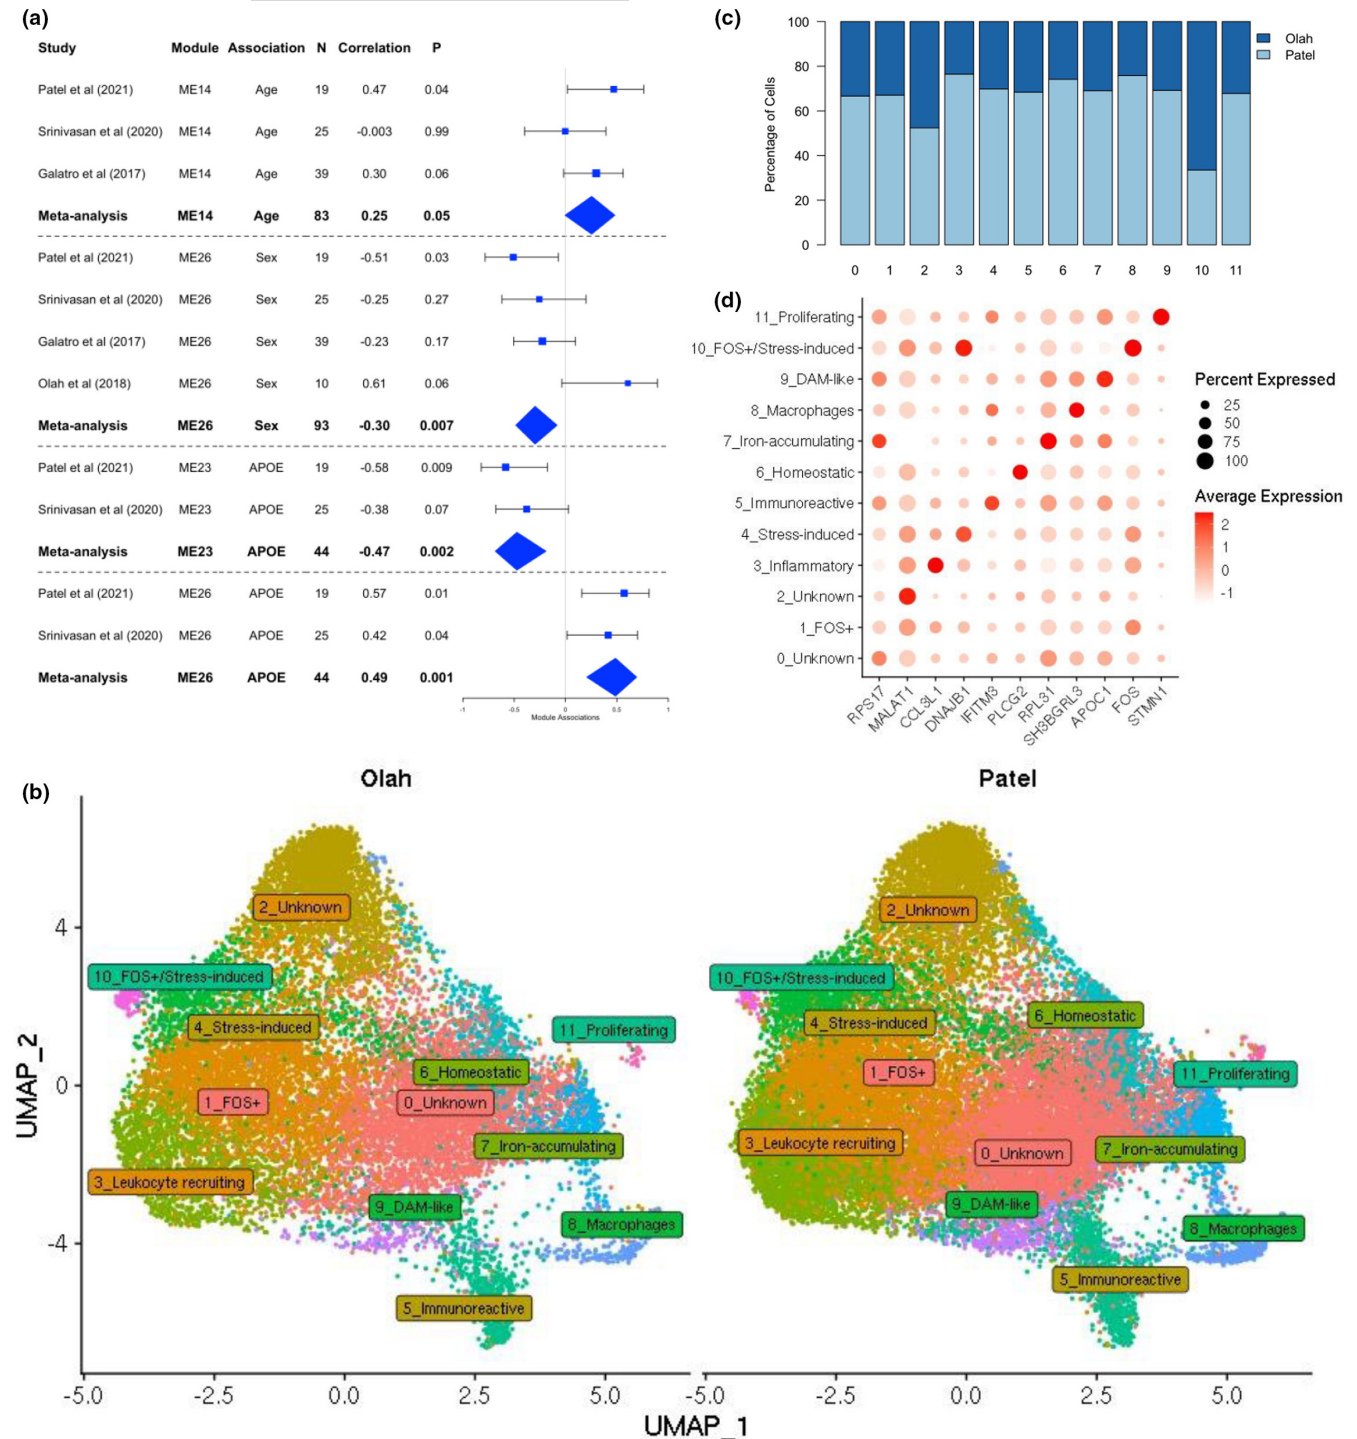 (a)
Study Module Association N Correlation P
Patel et al (2021) ME14 Age 19 0.47 0.04
Srinivasan et al (2020) ME14 Age 25 -0.003 0.99
Galatro et al (2017) ME14 Age 39 0.30 0.06
Meta-analysis ME14 Age 83 0.25 0.05
Patel et al (2021) ME26 Sex 19 -0.51 0.03
Srinivasan et al (2020) ME26 Sex 25 -0.25 0.27
Galatro et al (2017) ME26 Sex 39 -0.23 0.17
Olah et al (2018) ME26 Sex 10 0.61 0.06
Meta-analysis ME26 Sex 93 -0.30 0.007
Patel et al (2021) ME23 APOE 19 -0.58 0.009
Srinivasan et al (2020) ME23 APOE 25 -0.38 0.07
Meta-analysis ME23 APOE 44 -0.47 0.002
Patel et al (2021) ME26 APOE 19 0.57 0.01
Srinivasan et al (2020) ME26 APOE 25 0.42 0.04
Meta-analysis ME26 APOE 44 0.49 0.001
-1 -0.5 0 0.5 1
Module Associations
(c)
Percentage of Cells
100
80
60
40
20
0
0 1 2 3 4 5 6 7 8 9 10 11
Olah
Patel
(d)
11_Proliferating
10_FOS+/Stress-induced
9_DAM-like
8_Macrophages
7_Iron-accumulating
6_Homeostatic
5_Immunoreactive
4_Stress-induced
3_Inflammatory
2_Unknown
1_FOS+
0_Unknown
RPS17
MALAT1
CCL3L1
DNAJB1
IFITM3
PLCG2
RPL31
SH3BGRL3
APOC1
FOS
STMN1
Percent Expressed
25
50
75
100
Average Expression
2
1
0
-1
(b)
Olah
2_Unknown
10_FOS+/Stress-induced
4_Stress-induced
11_Proliferating
6_Homeostatic
1_FOS+
0_Unknown
7_Iron-accumulating
3_Leukocyte recruiting
9_DAM-like
8_Macrophages
5_Immunoreactive
Patel
2_Unknown
10_FOS+/Stress-induced
6_Homeostatic
4_Stress-induced
1_FOS+
11_Proliferating
3_Leukocyte recruiting
0_Unknown
7_Iron-accumulating
9_DAM-like
8_Macrophages
5_Immunoreactive
UMAP_2
4
0
-4
-5.0 -2.5 0.0 2.5 5.0
-5.0 -2.5 0.0 2.5 5.0
UMAP_1